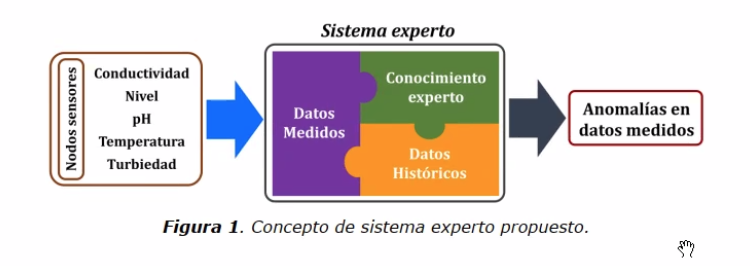 Sistema experto
Nodos sensores
Conductividad
Nivel
pH
Temperatura
Turbiedad
Datos
Medidos
Conocimiento
experto
Datos
Históricos
Anomalías en
datos medidos
Figura 1. Concepto de sistema experto propuesto.